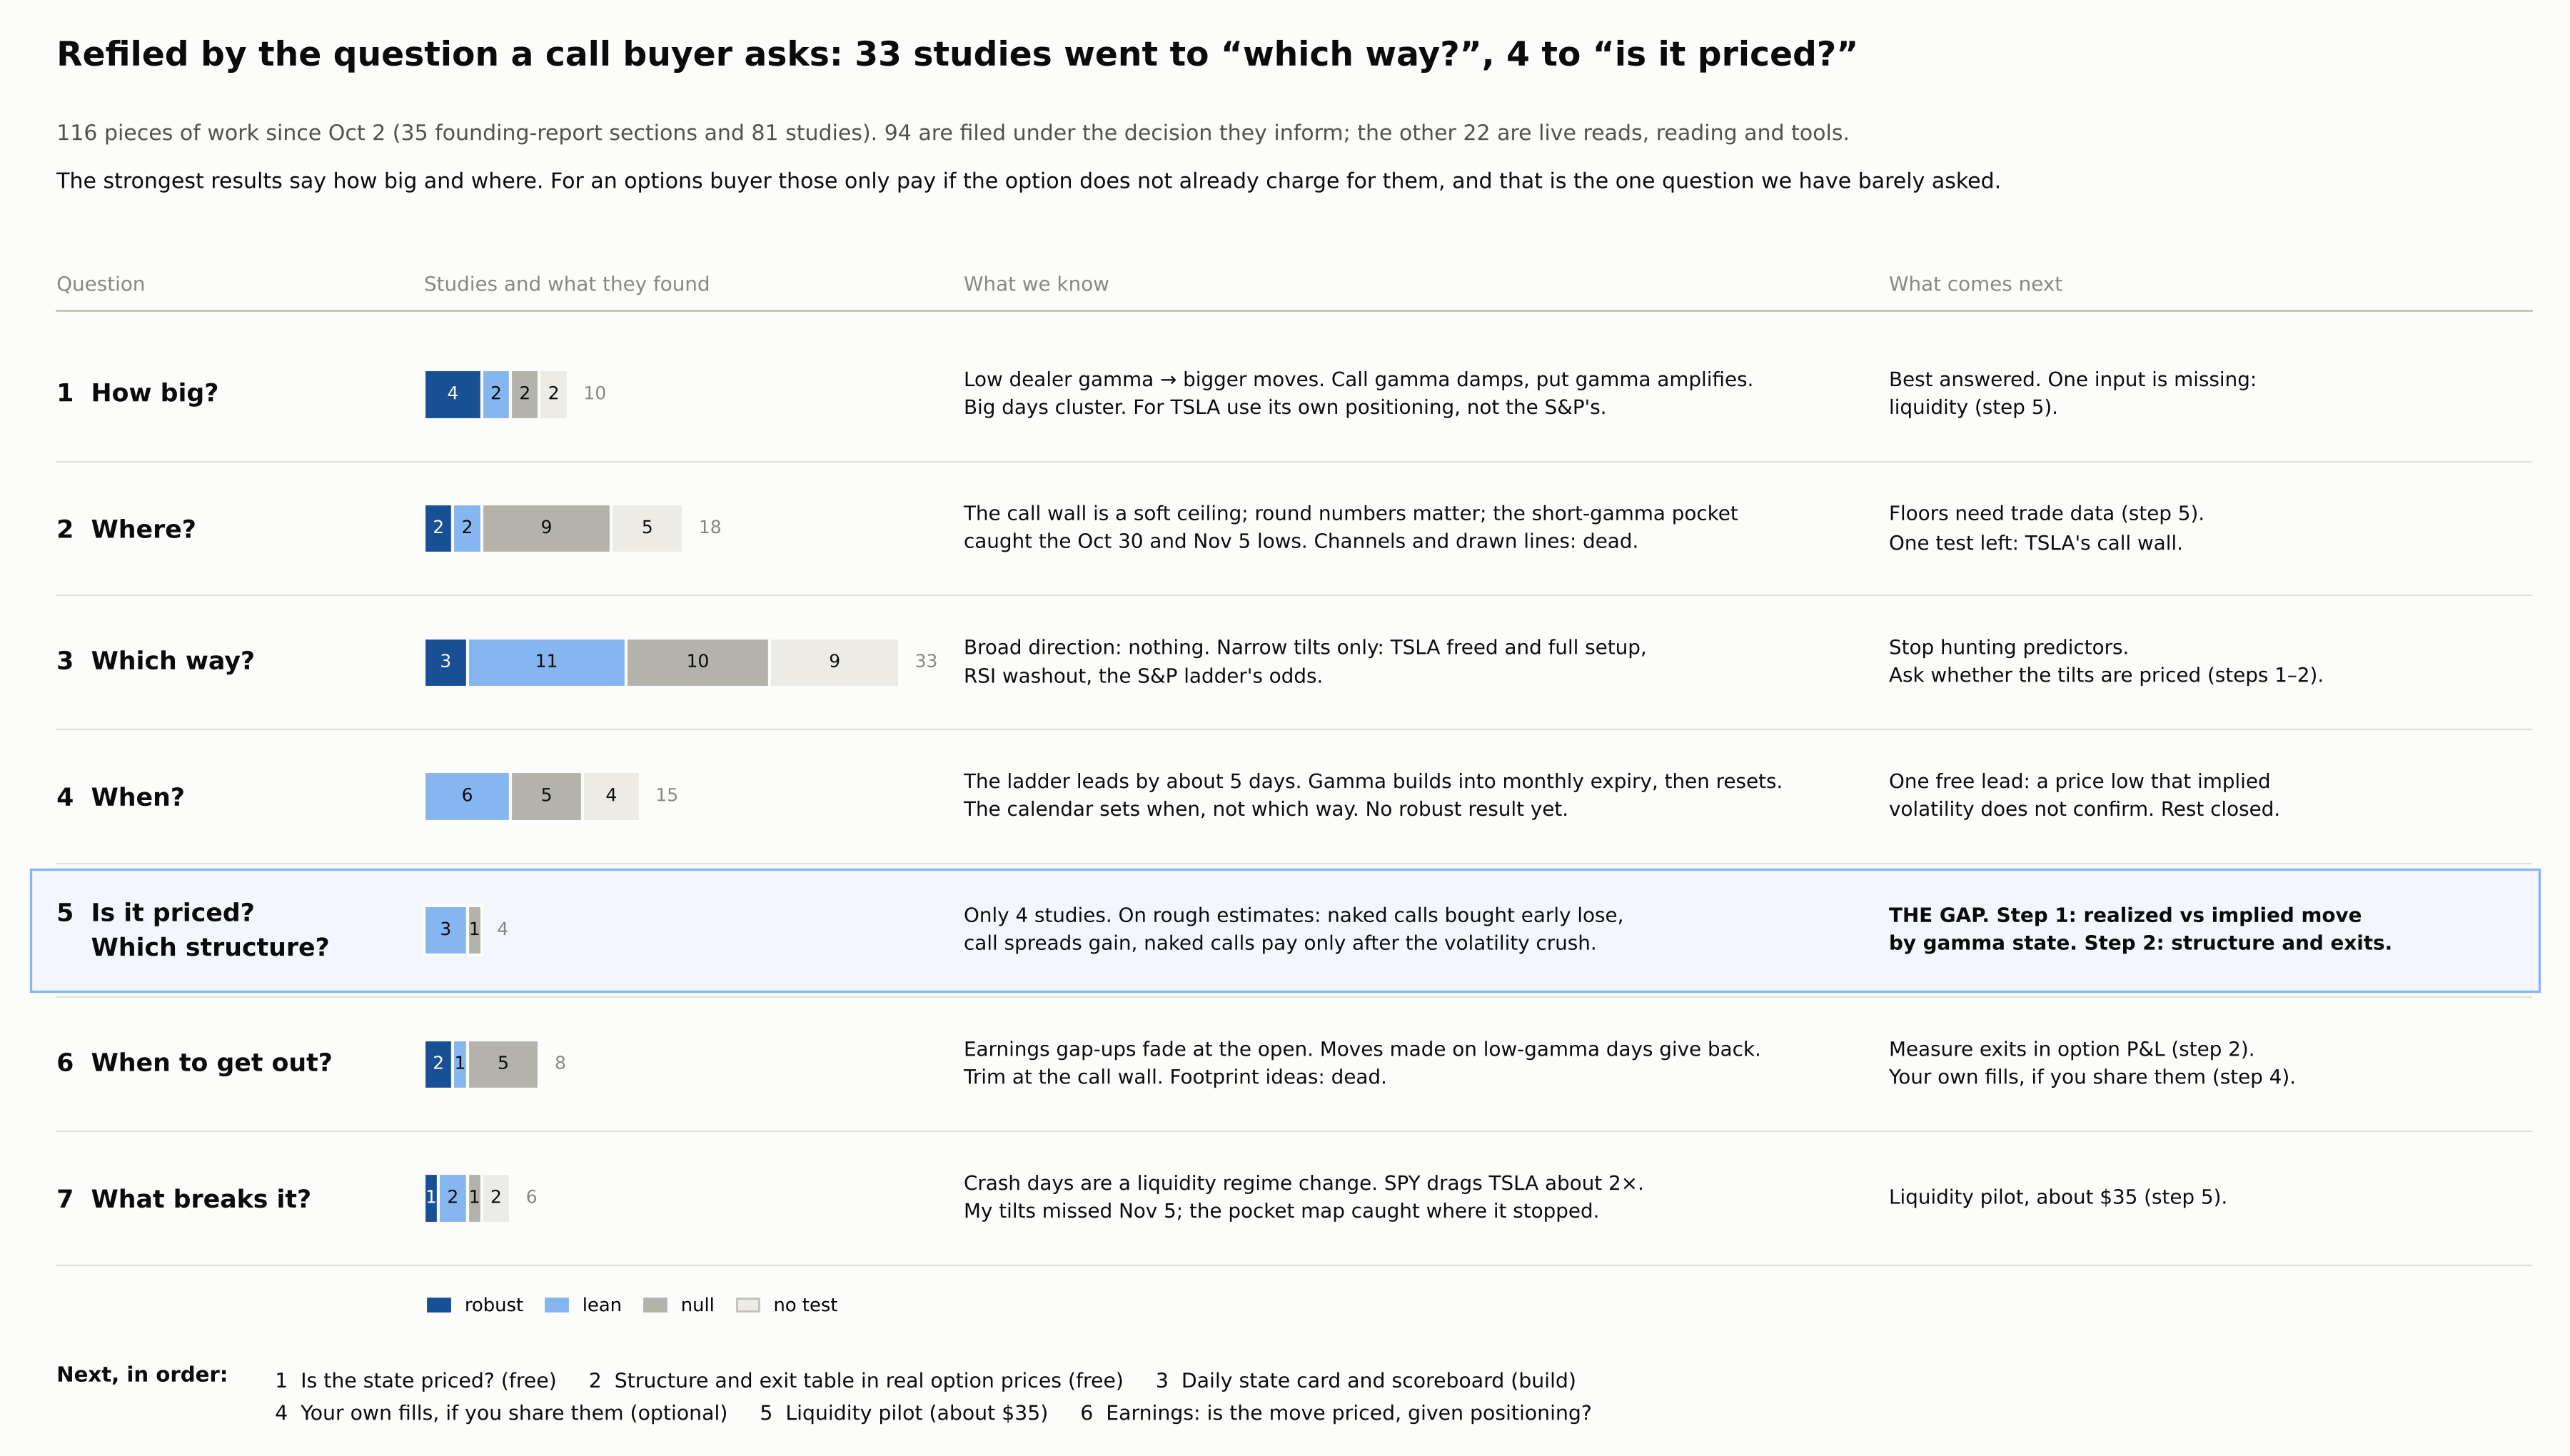 Refiled by the question a call buyer asks: 33 studies went to “which way?”, 4 to “is it priced?”
116 pieces of work since Oct 2 (35 founding-report sections and 81 studies). 94 are filed under the decision they inform; the other 22 are live reads, reading and tools.
The strongest results say how big and where. For an options buyer those only pay if the option does not already charge for them, and that is the one question we have barely asked.
Question
Studies and what they found
What we know
What comes next
1 How big?
4 2 2 2 10
Low dealer gamma → bigger moves. Call gamma damps, put gamma amplifies.
Big days cluster. For TSLA use its own positioning, not the S&P's.
Best answered. One input is missing:
liquidity (step 5).
2 Where?
2 2 9 5 18
The call wall is a soft ceiling; round numbers matter; the short-gamma pocket
caught the Oct 30 and Nov 5 lows. Channels and drawn lines: dead.
Floors need trade data (step 5).
One test left: TSLA's call wall.
3 Which way?
3 11 10 9 33
Broad direction: nothing. Narrow tilts only: TSLA freed and full setup,
RSI washout, the S&P ladder's odds.
Stop hunting predictors.
Ask whether the tilts are priced (steps 1–2).
4 When?
6 5 4 15
The ladder leads by about 5 days. Gamma builds into monthly expiry, then resets.
The calendar sets when, not which way. No robust result yet.
One free lead: a price low that implied
volatility does not confirm. Rest closed.
5 Is it priced?
Which structure?
3 1 4
Only 4 studies. On rough estimates: naked calls bought early lose,
call spreads gain, naked calls pay only after the volatility crush.
THE GAP. Step 1: realized vs implied move
by gamma state. Step 2: structure and exits.
6 When to get out?
2 1 5 8
Earnings gap-ups fade at the open. Moves made on low-gamma days give back.
Trim at the call wall. Footprint ideas: dead.
Measure exits in option P&L (step 2).
Your own fills, if you share them (step 4).
7 What breaks it?
1 2 1 2 6
Crash days are a liquidity regime change. SPY drags TSLA about 2×.
My tilts missed Nov 5; the pocket map caught where it stopped.
Liquidity pilot, about $35 (step 5).
robust lean null no test
Next, in order:
1 Is the state priced? (free) 2 Structure and exit table in real option prices (free) 3 Daily state card and scoreboard (build)
4 Your own fills, if you share them (optional) 5 Liquidity pilot (about $35) 6 Earnings: is the move priced, given positioning?